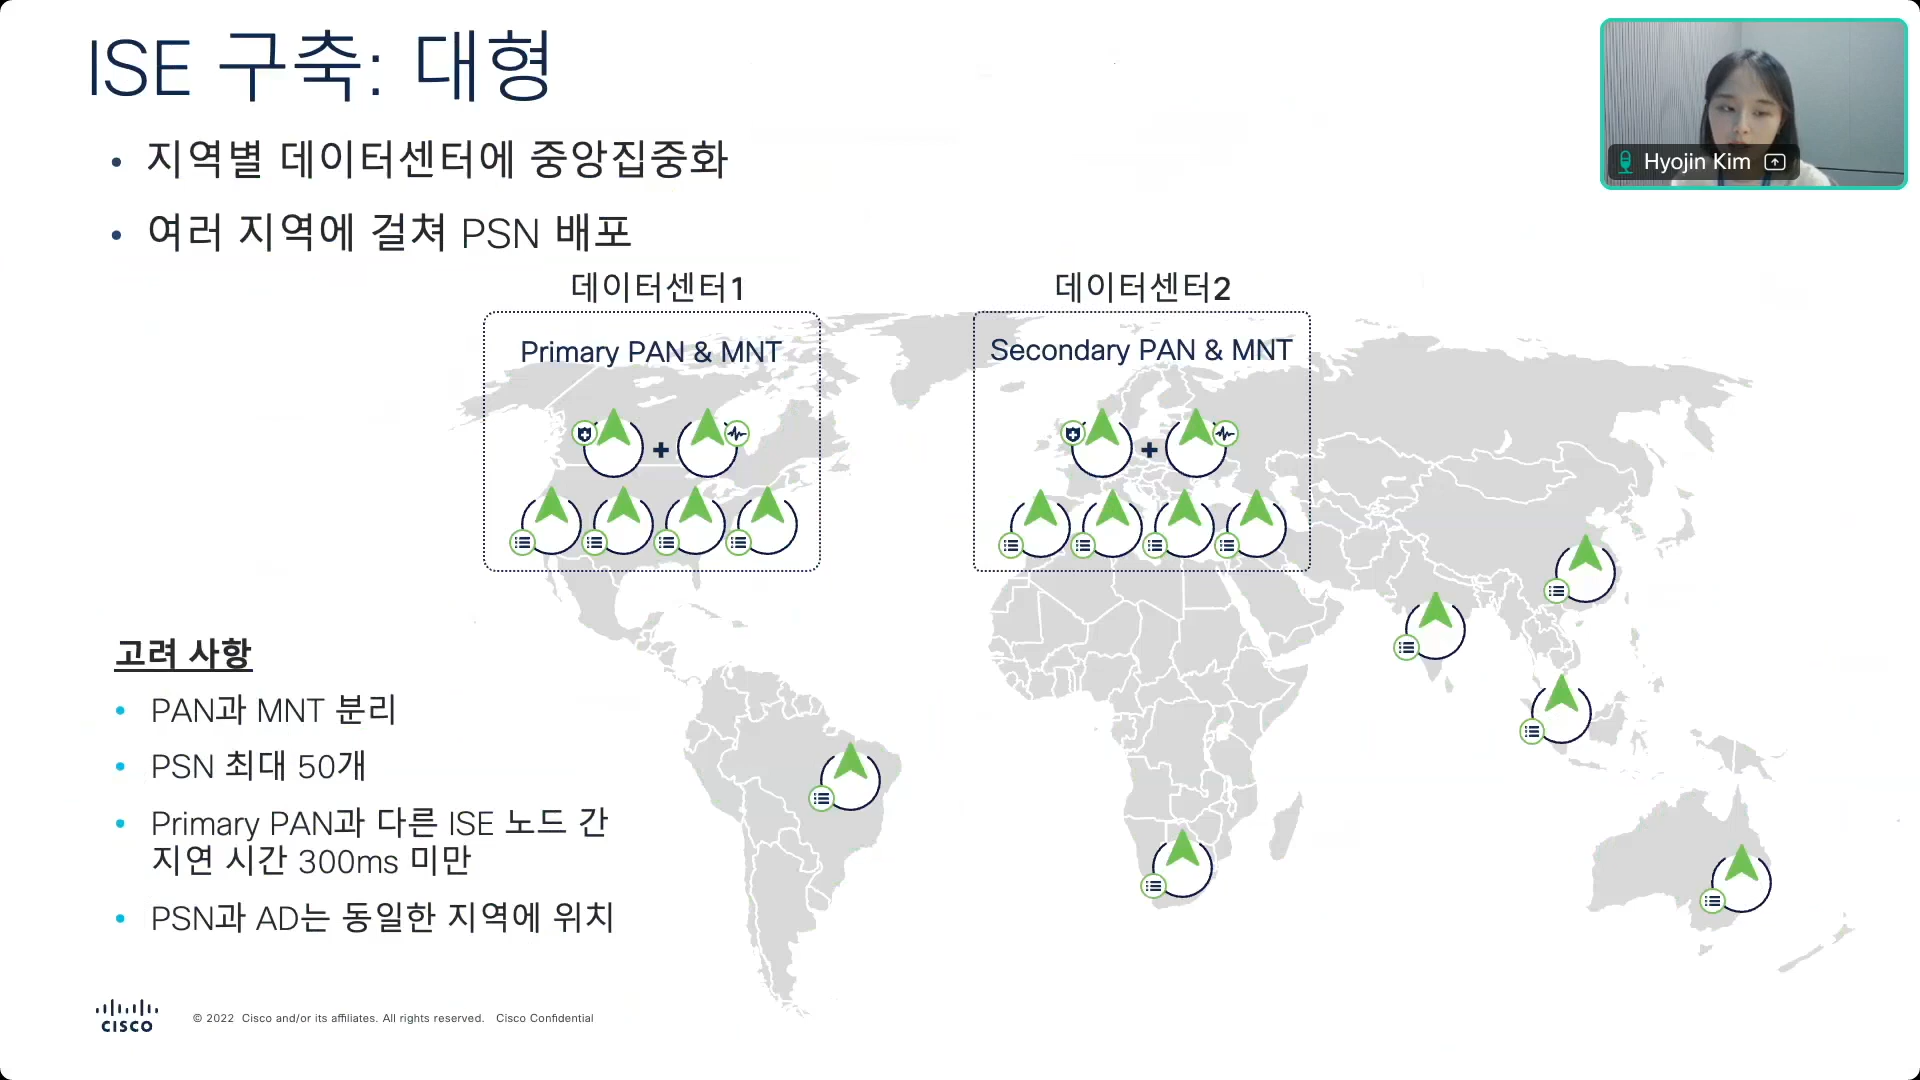 ISE 구축: 대형
• 지역별 데이터센터에 중앙집중화
• 여러 지역에 걸쳐 PSN 배포
Hyojin Kim
데이터센터1
데이터센터2
Primary PAN & MNT
Secondary PAN & MNT
고려 사항
• PAN과 MNT 분리
• PSN 최대 50개
• Primary PAN과 다른 ISE 노드 간
지연 시간 300ms 미만
• PSN과 AD는 동일한 지역에 위치
CISCO
© 2022 Cisco and/or its affiliates. All rights reserved. Cisco Confidential